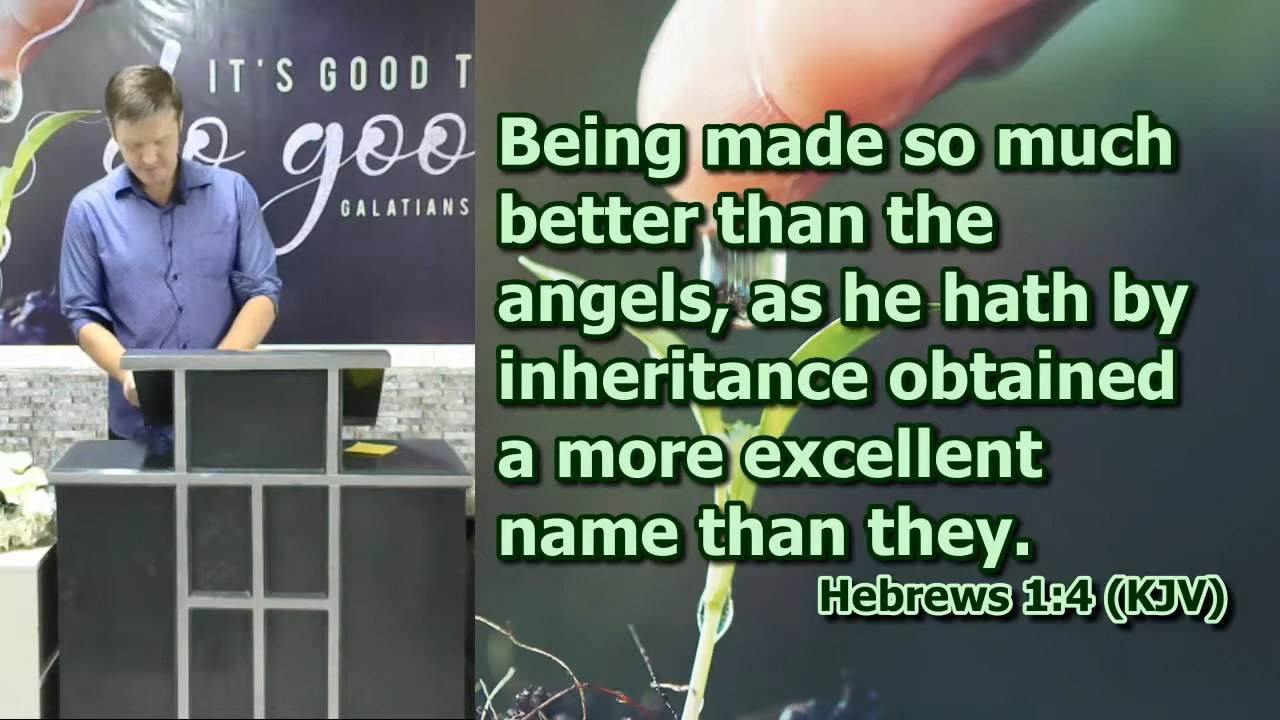 IT'S GOOD T
do goo
GALATIANS
Being made so much
better than the
angels, as he hath by
inheritance obtained
a more excellent
name than they.
Hebrews 1:4 (KJV)